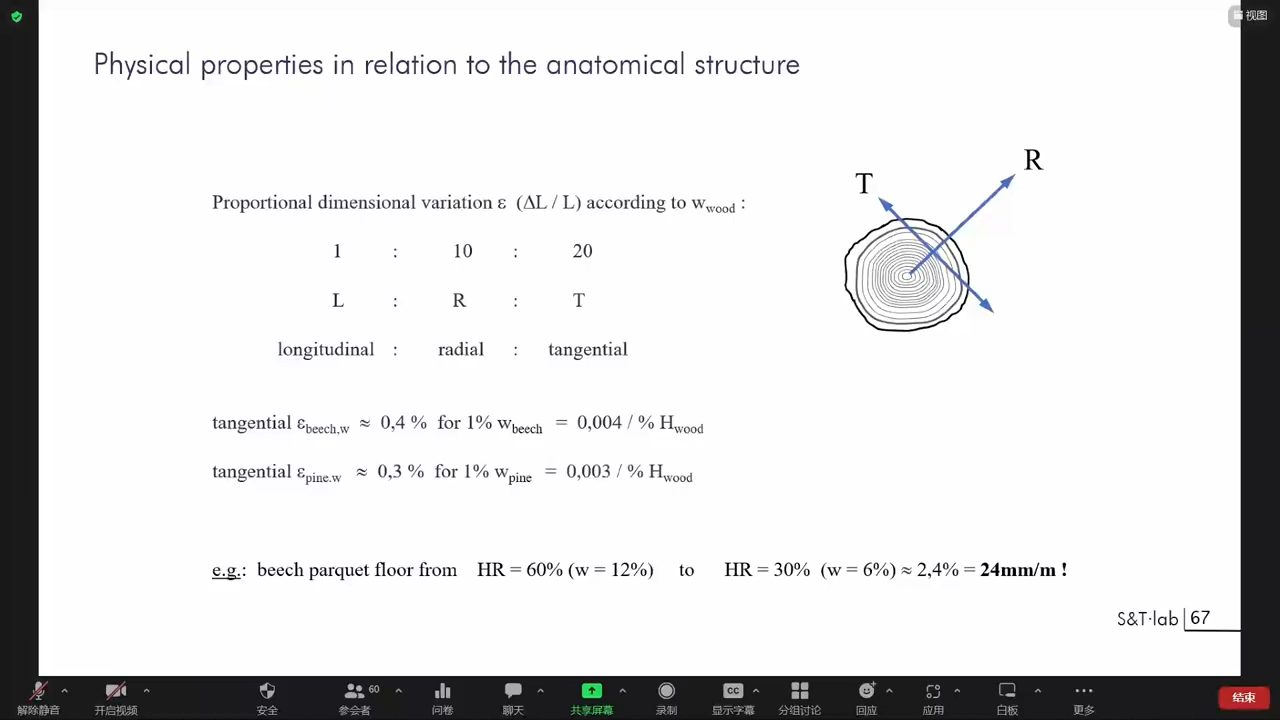 视图
Physical properties in relation to the anatomical structure
R
T
Proportional dimensional variation ε (ΔL / L) according to wwood :
1 : 10 : 20
L : R : T
longitudinal : radial : tangential
tangential εbeech,w ≈ 0,4 % for 1% wbeech = 0,004 / % Hwood
tangential εpine.w ≈ 0,3 % for 1% wpine = 0,003 / % Hwood
e.g.: beech parquet floor from HR = 60% (w = 12%) to HR = 30% (w = 6%) ≈ 2,4% = 24mm/m !
S&T·lab 67
60
CC
解除静音 开启视频 安全 参会者 问卷 聊天 共享屏幕 录制 显示字幕 分组讨论 回应 应用 白板 更多 结束